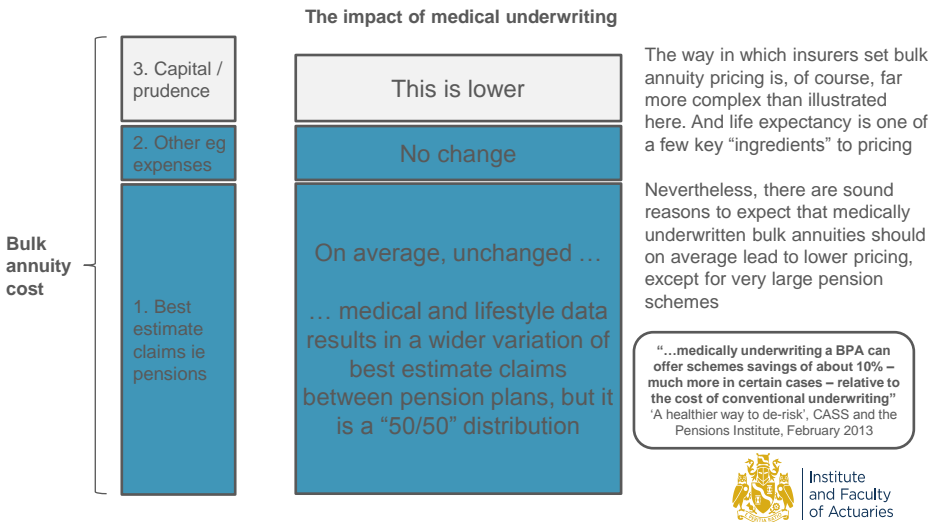 The impact of medical underwriting
Bulk
annuity
cost
3. Capital /
prudence
2. Other eg
expenses
1. Best
estimate
claims ie
pensions
This is lower
No change
On average, unchanged …
… medical and lifestyle data
results in a wider variation of
best estimate claims
between pension plans, but it
is a “50/50” distribution
The way in which insurers set bulk
annuity pricing is, of course, far
more complex than illustrated
here. And life expectancy is one of
a few key “ingredients” to pricing
Nevertheless, there are sound
reasons to expect that medically
underwritten bulk annuities should
on average lead to lower pricing,
except for very large pension
schemes
“…medically underwriting a BPA can
offer schemes savings of about 10% –
much more in certain cases – relative to
the cost of conventional underwriting”
‘A healthier way to de-risk’, CASS and the
Pensions Institute, February 2013
Institute
and Faculty
of Actuaries